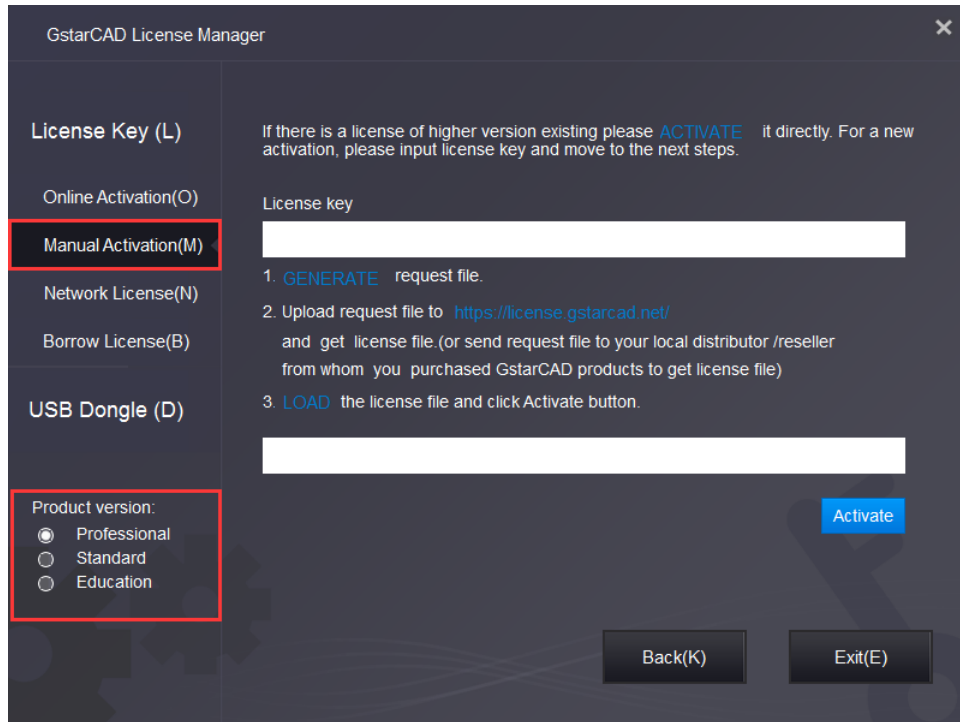 GstarCAD License Manager
License Key (L)
Online Activation(O)
Manual Activation(M)
Network License(N)
Borrow License(B)
USB Dongle (D)
Product version:
Professional
Standard
Education
If there is a license of higher version existing please ACTIVATE it directly. For a new
activation, please input license key and move to the next steps.
License key
1. GENERATE request file.
2. Upload request file to https://license.gstarcad.net/
and get license file.(or send request file to your local distributor /reseller
from whom you purchased GstarCAD products to get license file)
3. LOAD the license file and click Activate button.
Activate
Back(K)
Exit(E)